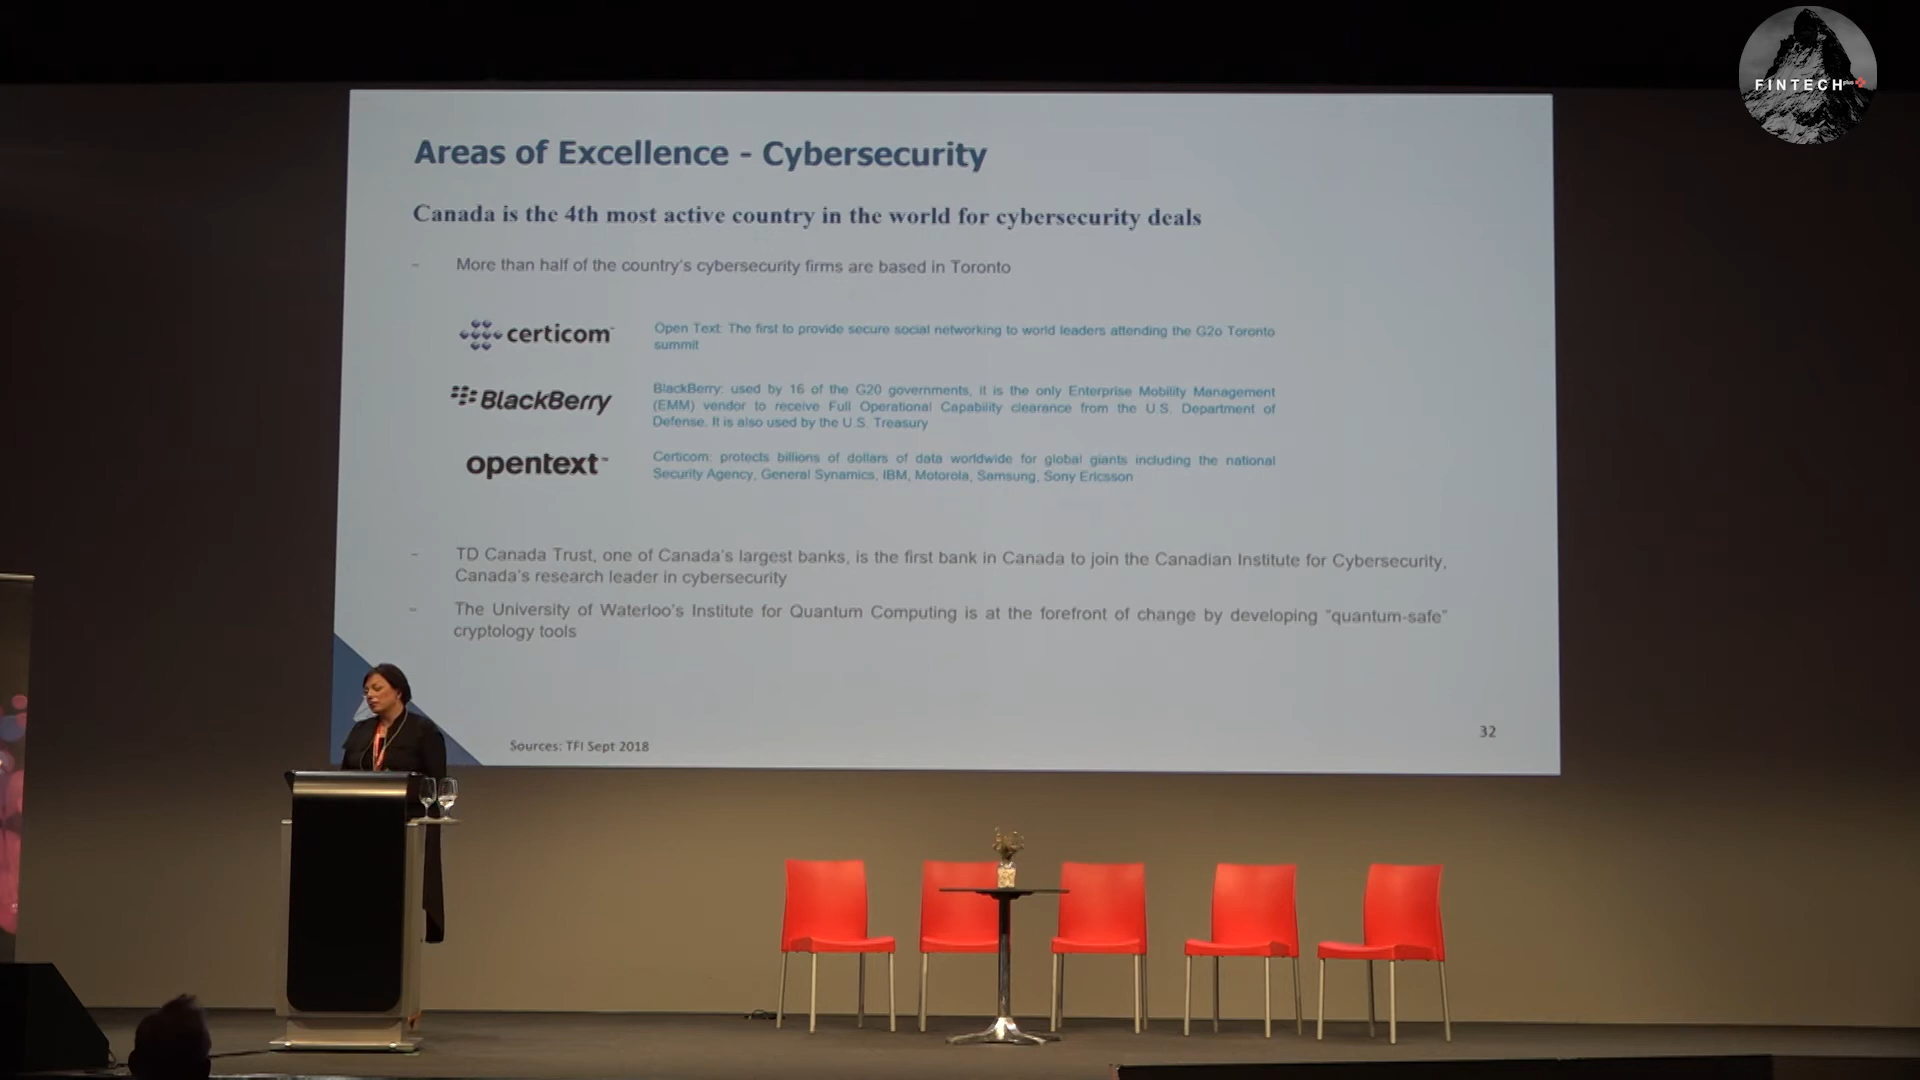 FINTECH plus +
Areas of Excellence - Cybersecurity
Canada is the 4th most active country in the world for cybersecurity deals
- More than half of the country's cybersecurity firms are based in Toronto
certicom™
Open Text: The first to provide secure social networking to world leaders attending the G2o Toronto
summit
BlackBerry
BlackBerry: used by 16 of the G20 governments, it is the only Enterprise Mobility Management
(EMM) vendor to receive Full Operational Capability clearance from the U.S. Department of
Defense. It is also used by the U.S. Treasury
opentext™
Certicom: protects billions of dollars of data worldwide for global giants including the national
Security Agency, General Synamics, IBM, Motorola, Samsung, Sony Ericsson
- TD Canada Trust, one of Canada's largest banks, is the first bank in Canada to join the Canadian Institute for Cybersecurity,
Canada's research leader in cybersecurity
- The University of Waterloo's Institute for Quantum Computing is at the forefront of change by developing "quantum-safe"
cryptology tools
Sources: TFI Sept 2018
32